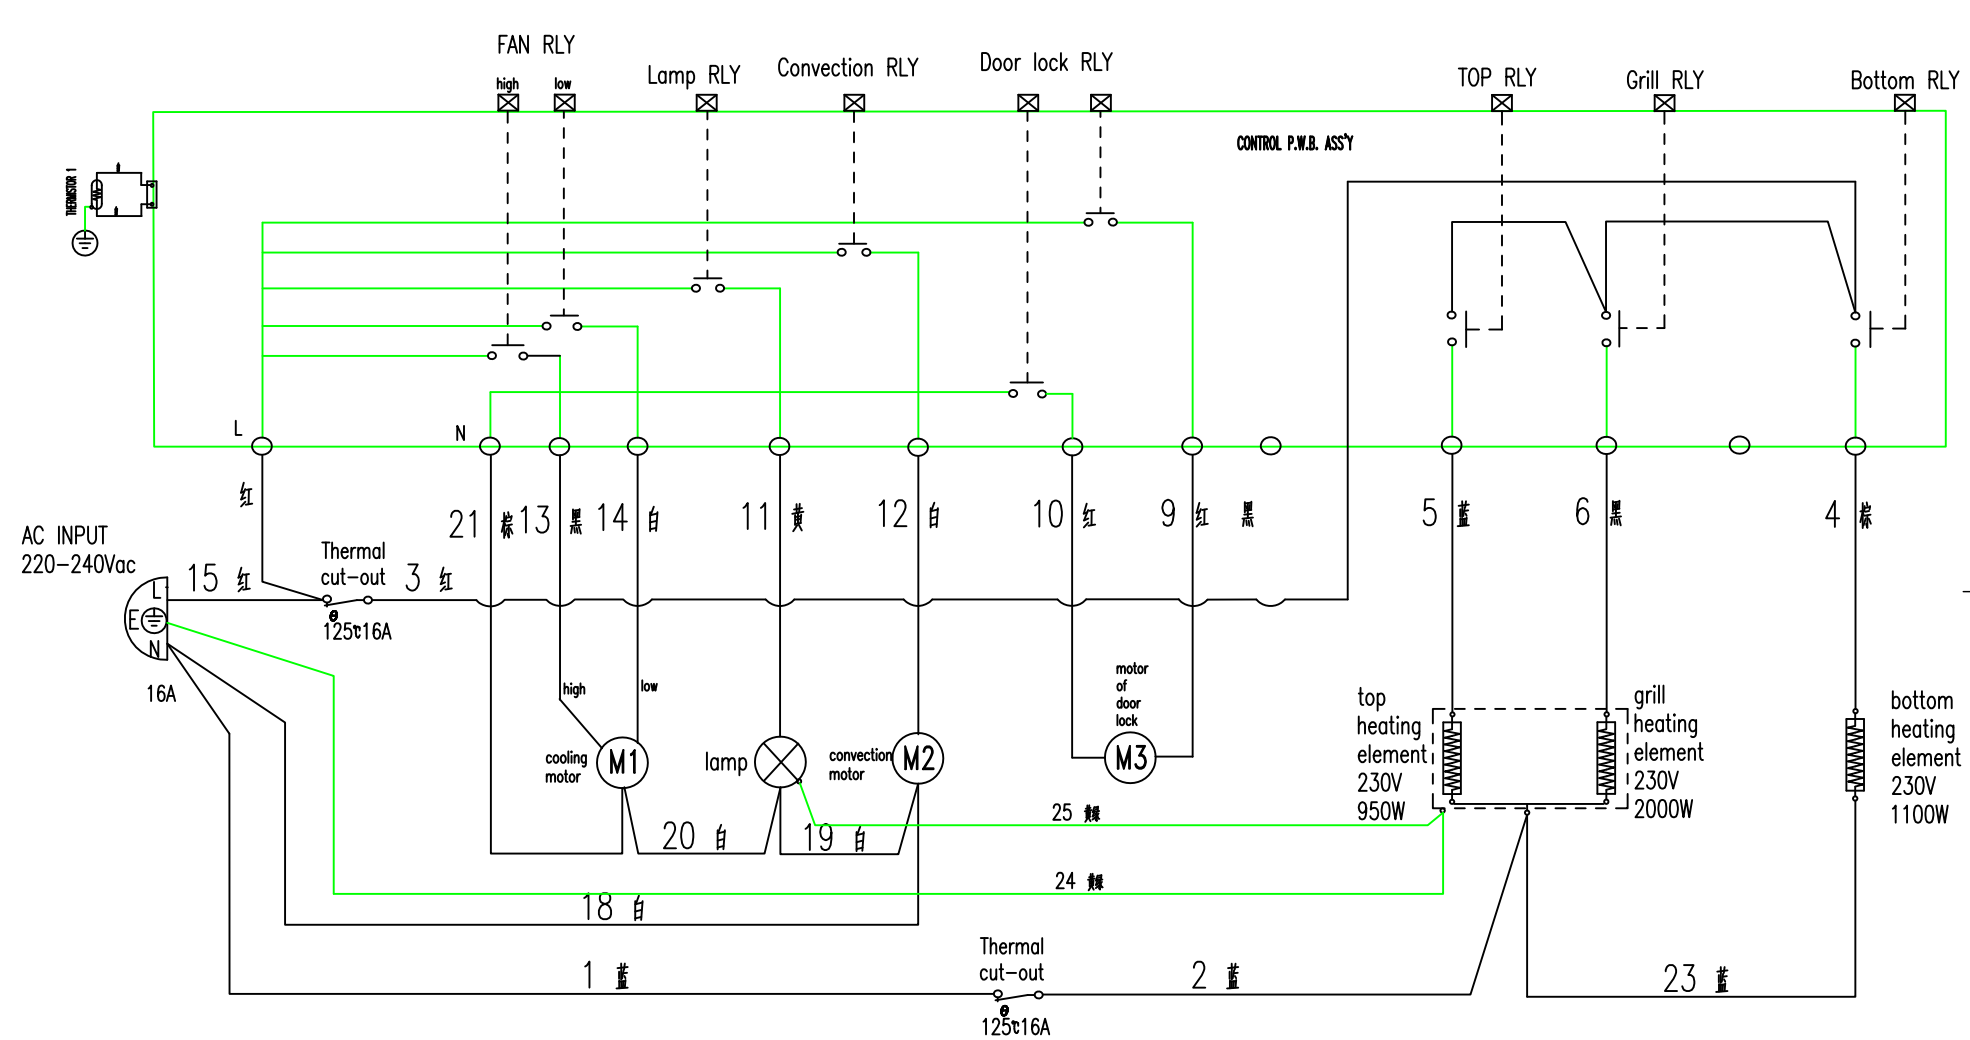 FAN RLY
high
low
Lamp RLY
Convection RLY
Door lock RLY
TOP RLY
Grill RLY
Bottom RLY
CONTROL P.W.B. ASS'Y
THERMISTOR 1
L
N
红
21 棕
13 黑
14 白
11 黄
12 白
10 红
9 红
黑
5 蓝
6 黑
4 棕
AC INPUT
220-240Vac
L
E
N
16A
15 红
Thermal
cut-out
125℃16A
3 红
high
low
cooling
motor
M1
lamp
convection
motor
M2
motor
of
door
lock
M3
top
heating
element
230V
950W
grill
heating
element
230V
2000W
bottom
heating
element
230V
1100W
20 白
19 白
25 黄绿
24 黄绿
18 白
1 蓝
Thermal
cut-out
125℃16A
2 蓝
23 蓝